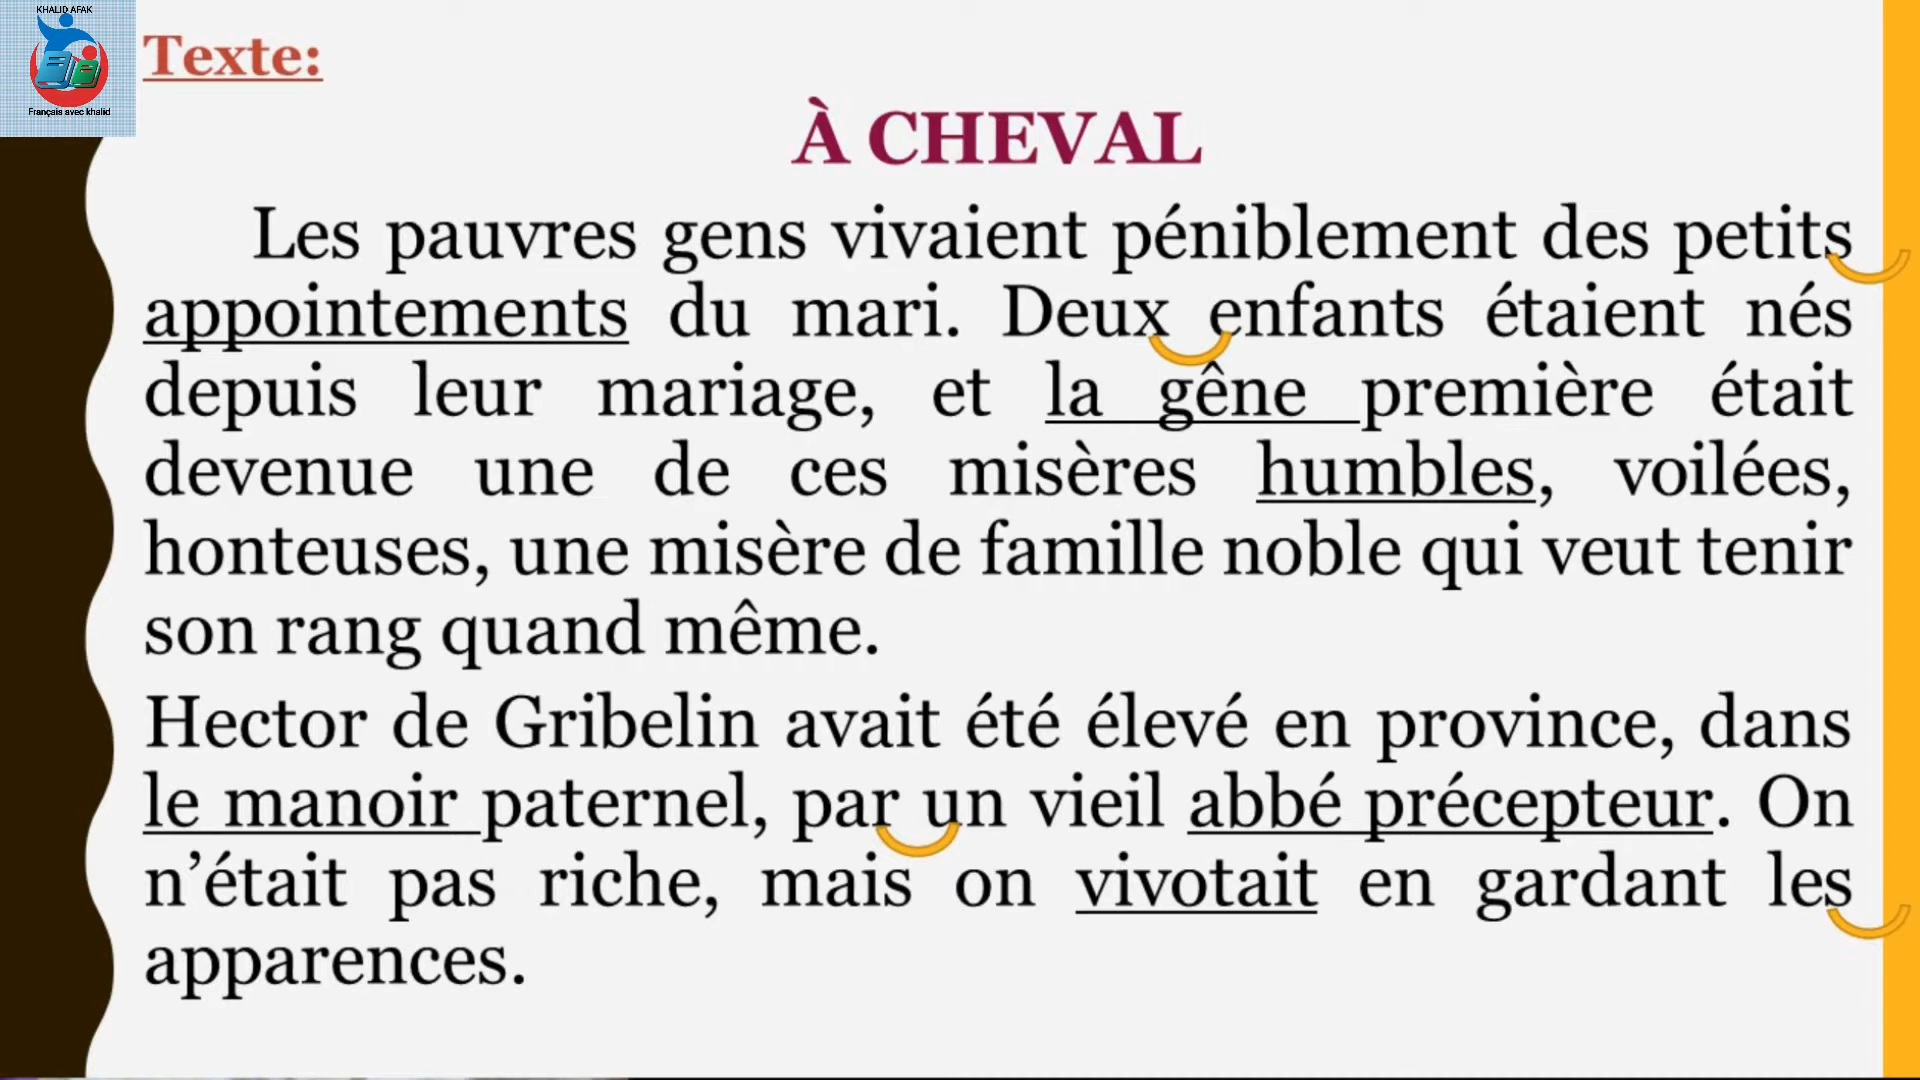 KHALID AFAK
Français avec khalid
Texte:
À CHEVAL
Les pauvres gens vivaient péniblement des petits
appointements du mari. Deux enfants étaient nés
depuis leur mariage, et la gêne première était
devenue une de ces misères humbles, voilées,
honteuses, une misère de famille noble qui veut tenir
son rang quand même.
Hector de Gribelin avait été élevé en province, dans
le manoir paternel, par un vieil abbé précepteur. On
n’était pas riche, mais on vivotait en gardant les
apparences.